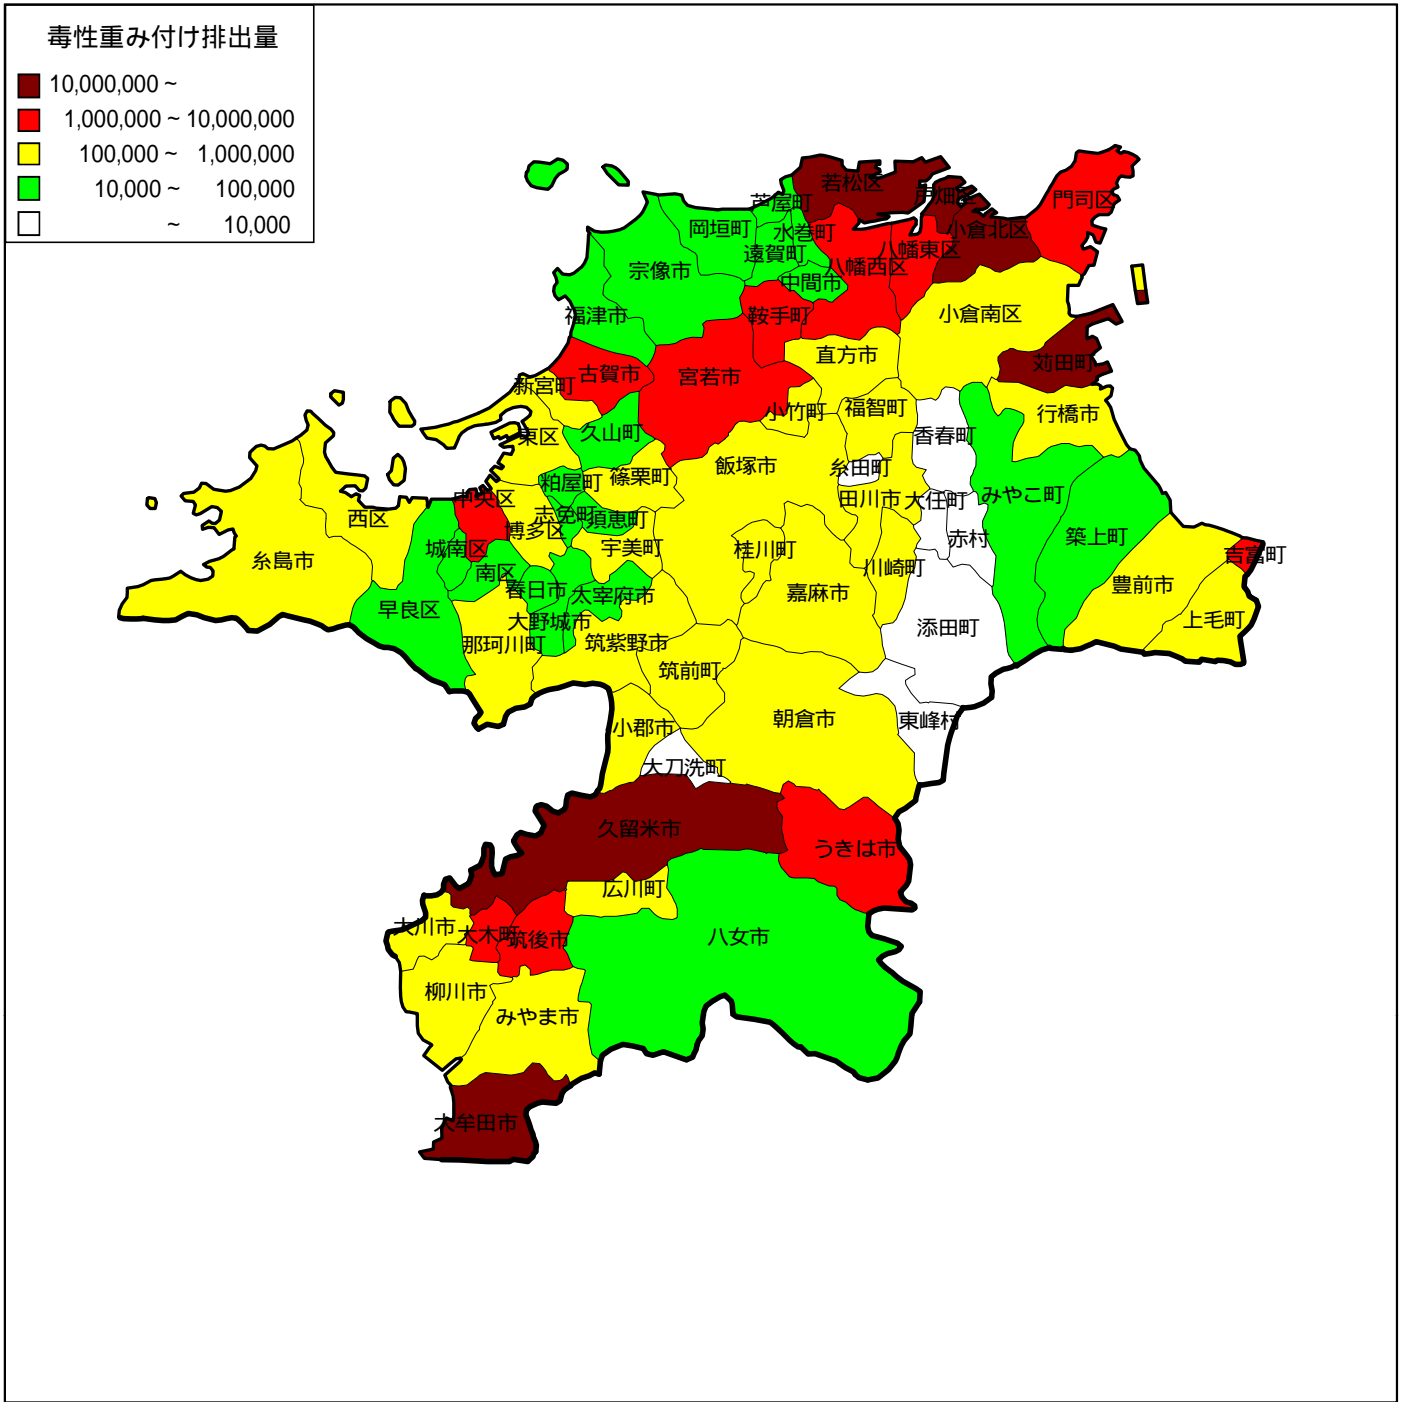 毒性重み付け排出量
10,000,000 ~
1,000,000 ~ 10,000,000
100,000 ~ 1,000,000
10,000 ~ 100,000
~ 10,000
若松区
戸畑区
門司区
芦屋町
小倉北区
岡垣町
水巻町
遠賀町
八幡東区
八幡西区
宗像市
中間市
福津市
鞍手町
小倉南区
直方市
苅田町
古賀市
宮若市
新宮町
小竹町
福智町
行橋市
久山町
東区
香春町
飯塚市
糸田町
篠栗町
粕屋町
みやこ町
中央区
田川市
大任町
西区
志免町
須恵町
博多区
築上町
赤村
城南区
宇美町
桂川町
吉富町
糸島市
南区
川崎町
豊前市
春日市
嘉麻市
太宰府市
早良区
大野城市
添田町
上毛町
那珂川町
筑紫野市
筑前町
朝倉市
東峰村
小郡市
大刀洗町
久留米市
うきは市
広川町
大川市
大木町
筑後市
八女市
柳川市
みやま市
大牟田市